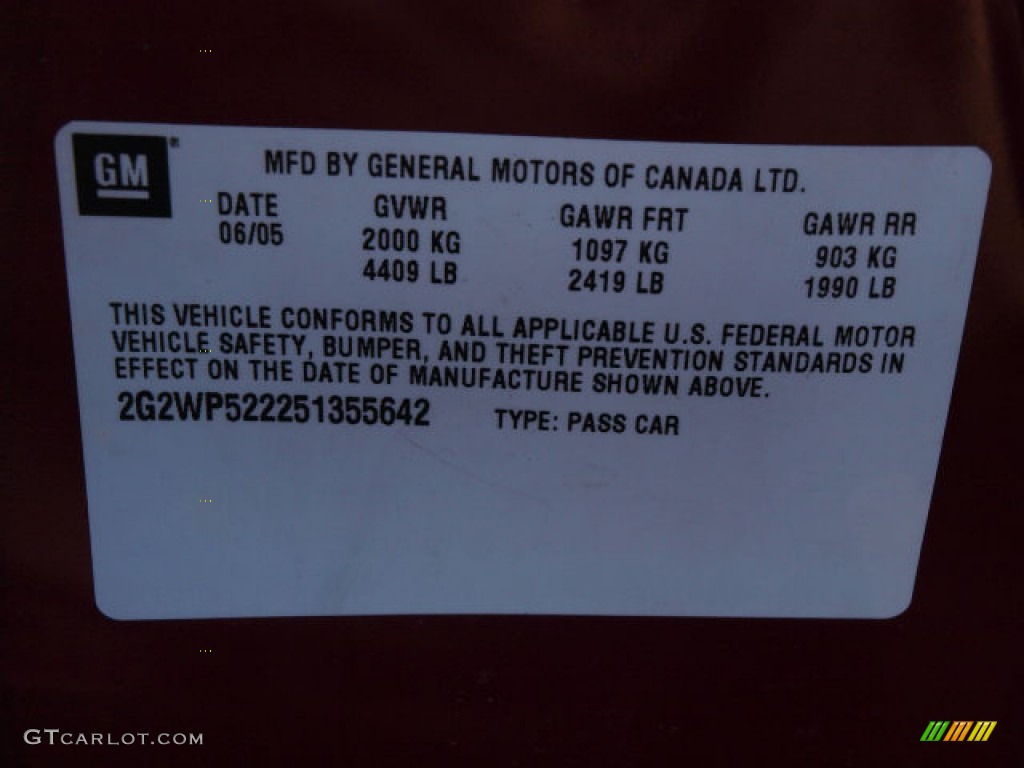 GM®
MFD BY GENERAL MOTORS OF CANADA LTD.
DATE GVWR GAWR FRT GAWR RR
06/05 2000 KG 1097 KG 903 KG
4409 LB 2419 LB 1990 LB
THIS VEHICLE CONFORMS TO ALL APPLICABLE U.S. FEDERAL MOTOR
VEHICLE SAFETY, BUMPER, AND THEFT PREVENTION STANDARDS IN
EFFECT ON THE DATE OF MANUFACTURE SHOWN ABOVE.
2G2WP522251355642 TYPE: PASS CAR
GTCARLOT.COM